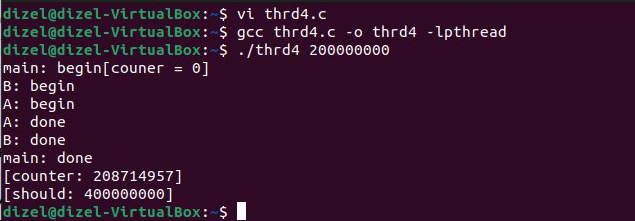 dizel@dizel-VirtualBox:~$ vi thrd4.c
dizel@dizel-VirtualBox:~$ gcc thrd4.c -o thrd4 -lpthread
dizel@dizel-VirtualBox:~$ ./thrd4 200000000
main: begin[couner = 0]
B: begin
A: begin
A: done
B: done
main: done
[counter: 208714957]
[should: 400000000]
dizel@dizel-VirtualBox:~$